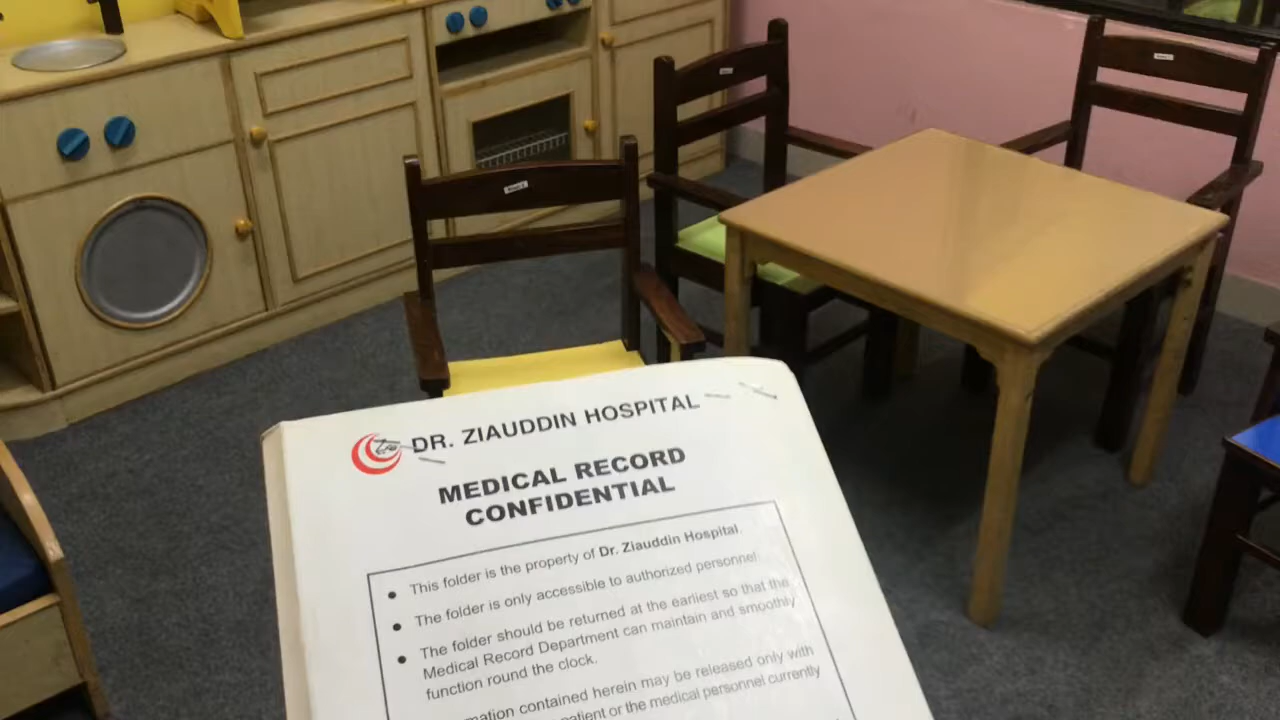 DR. ZIAUDDIN HOSPITAL
MEDICAL RECORD
CONFIDENTIAL
• This folder is the property of Dr. Ziauddin Hospital.
• The folder is only accessible to authorized personnel
• The folder should be returned at the earliest so that the
Medical Record Department can maintain and smoothly
function round the clock.
contained herein may be released only with
or the medical personnel currently